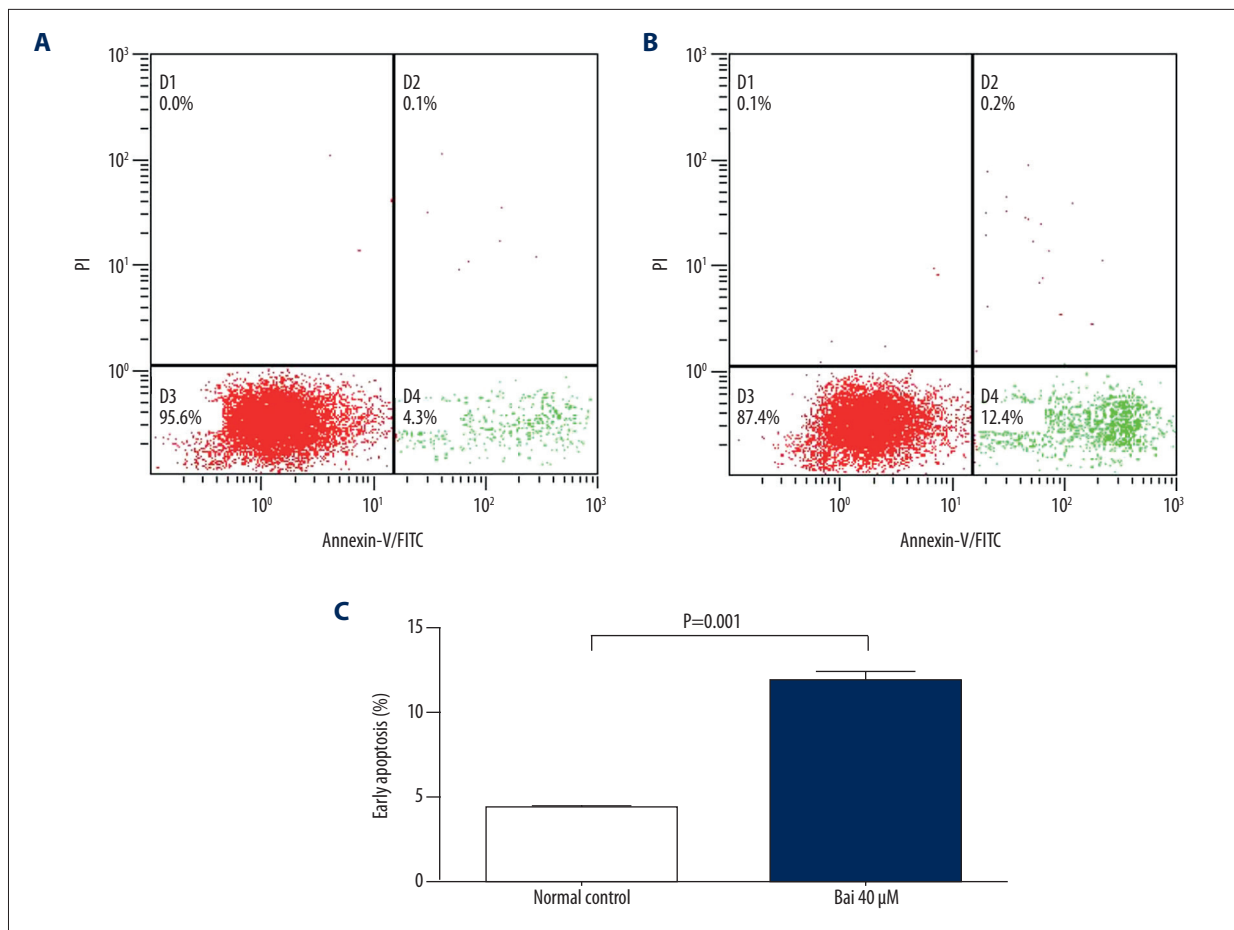 A
10³
10²
10¹
10⁰
PI
D1
0.0%
D2
0.1%
D3
95.6%
D4
4.3%
10⁰
10¹
10²
10³
Annexin-V/FITC
B
10³
10²
10¹
10⁰
PI
D1
0.1%
D2
0.2%
D3
87.4%
D4
12.4%
10⁰
10¹
10²
10³
Annexin-V/FITC
C
15
10
5
0
Early apoptosis (%)
P=0.001
Normal control
Bai 40 µM